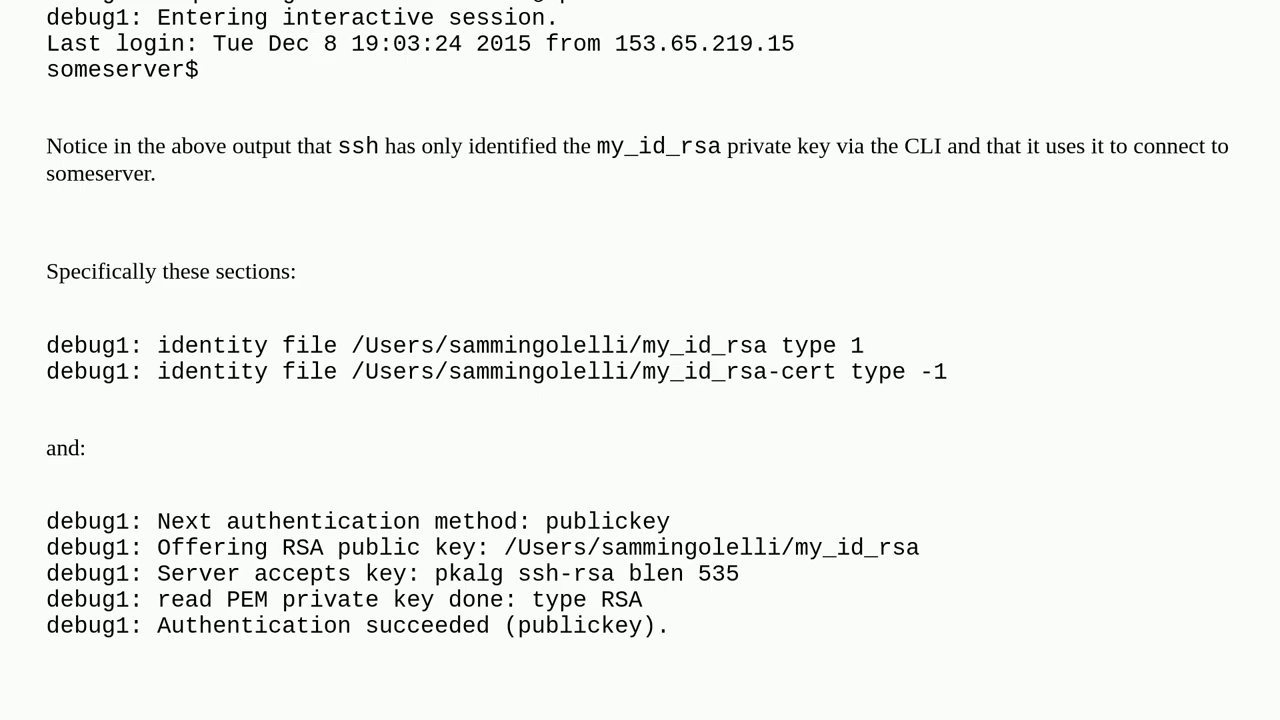 debug1: Entering interactive session.
Last login: Tue Dec 8 19:03:24 2015 from 153.65.219.15
someserver$
Notice in the above output that ssh has only identified the my_id_rsa private key via the CLI and that it uses it to connect to
someserver.
Specifically these sections:
debug1: identity file /Users/sammingolelli/my_id_rsa type 1
debug1: identity file /Users/sammingolelli/my_id_rsa-cert type -1
and:
debug1: Next authentication method: publickey
debug1: Offering RSA public key: /Users/sammingolelli/my_id_rsa
debug1: Server accepts key: pkalg ssh-rsa blen 535
debug1: read PEM private key done: type RSA
debug1: Authentication succeeded (publickey).